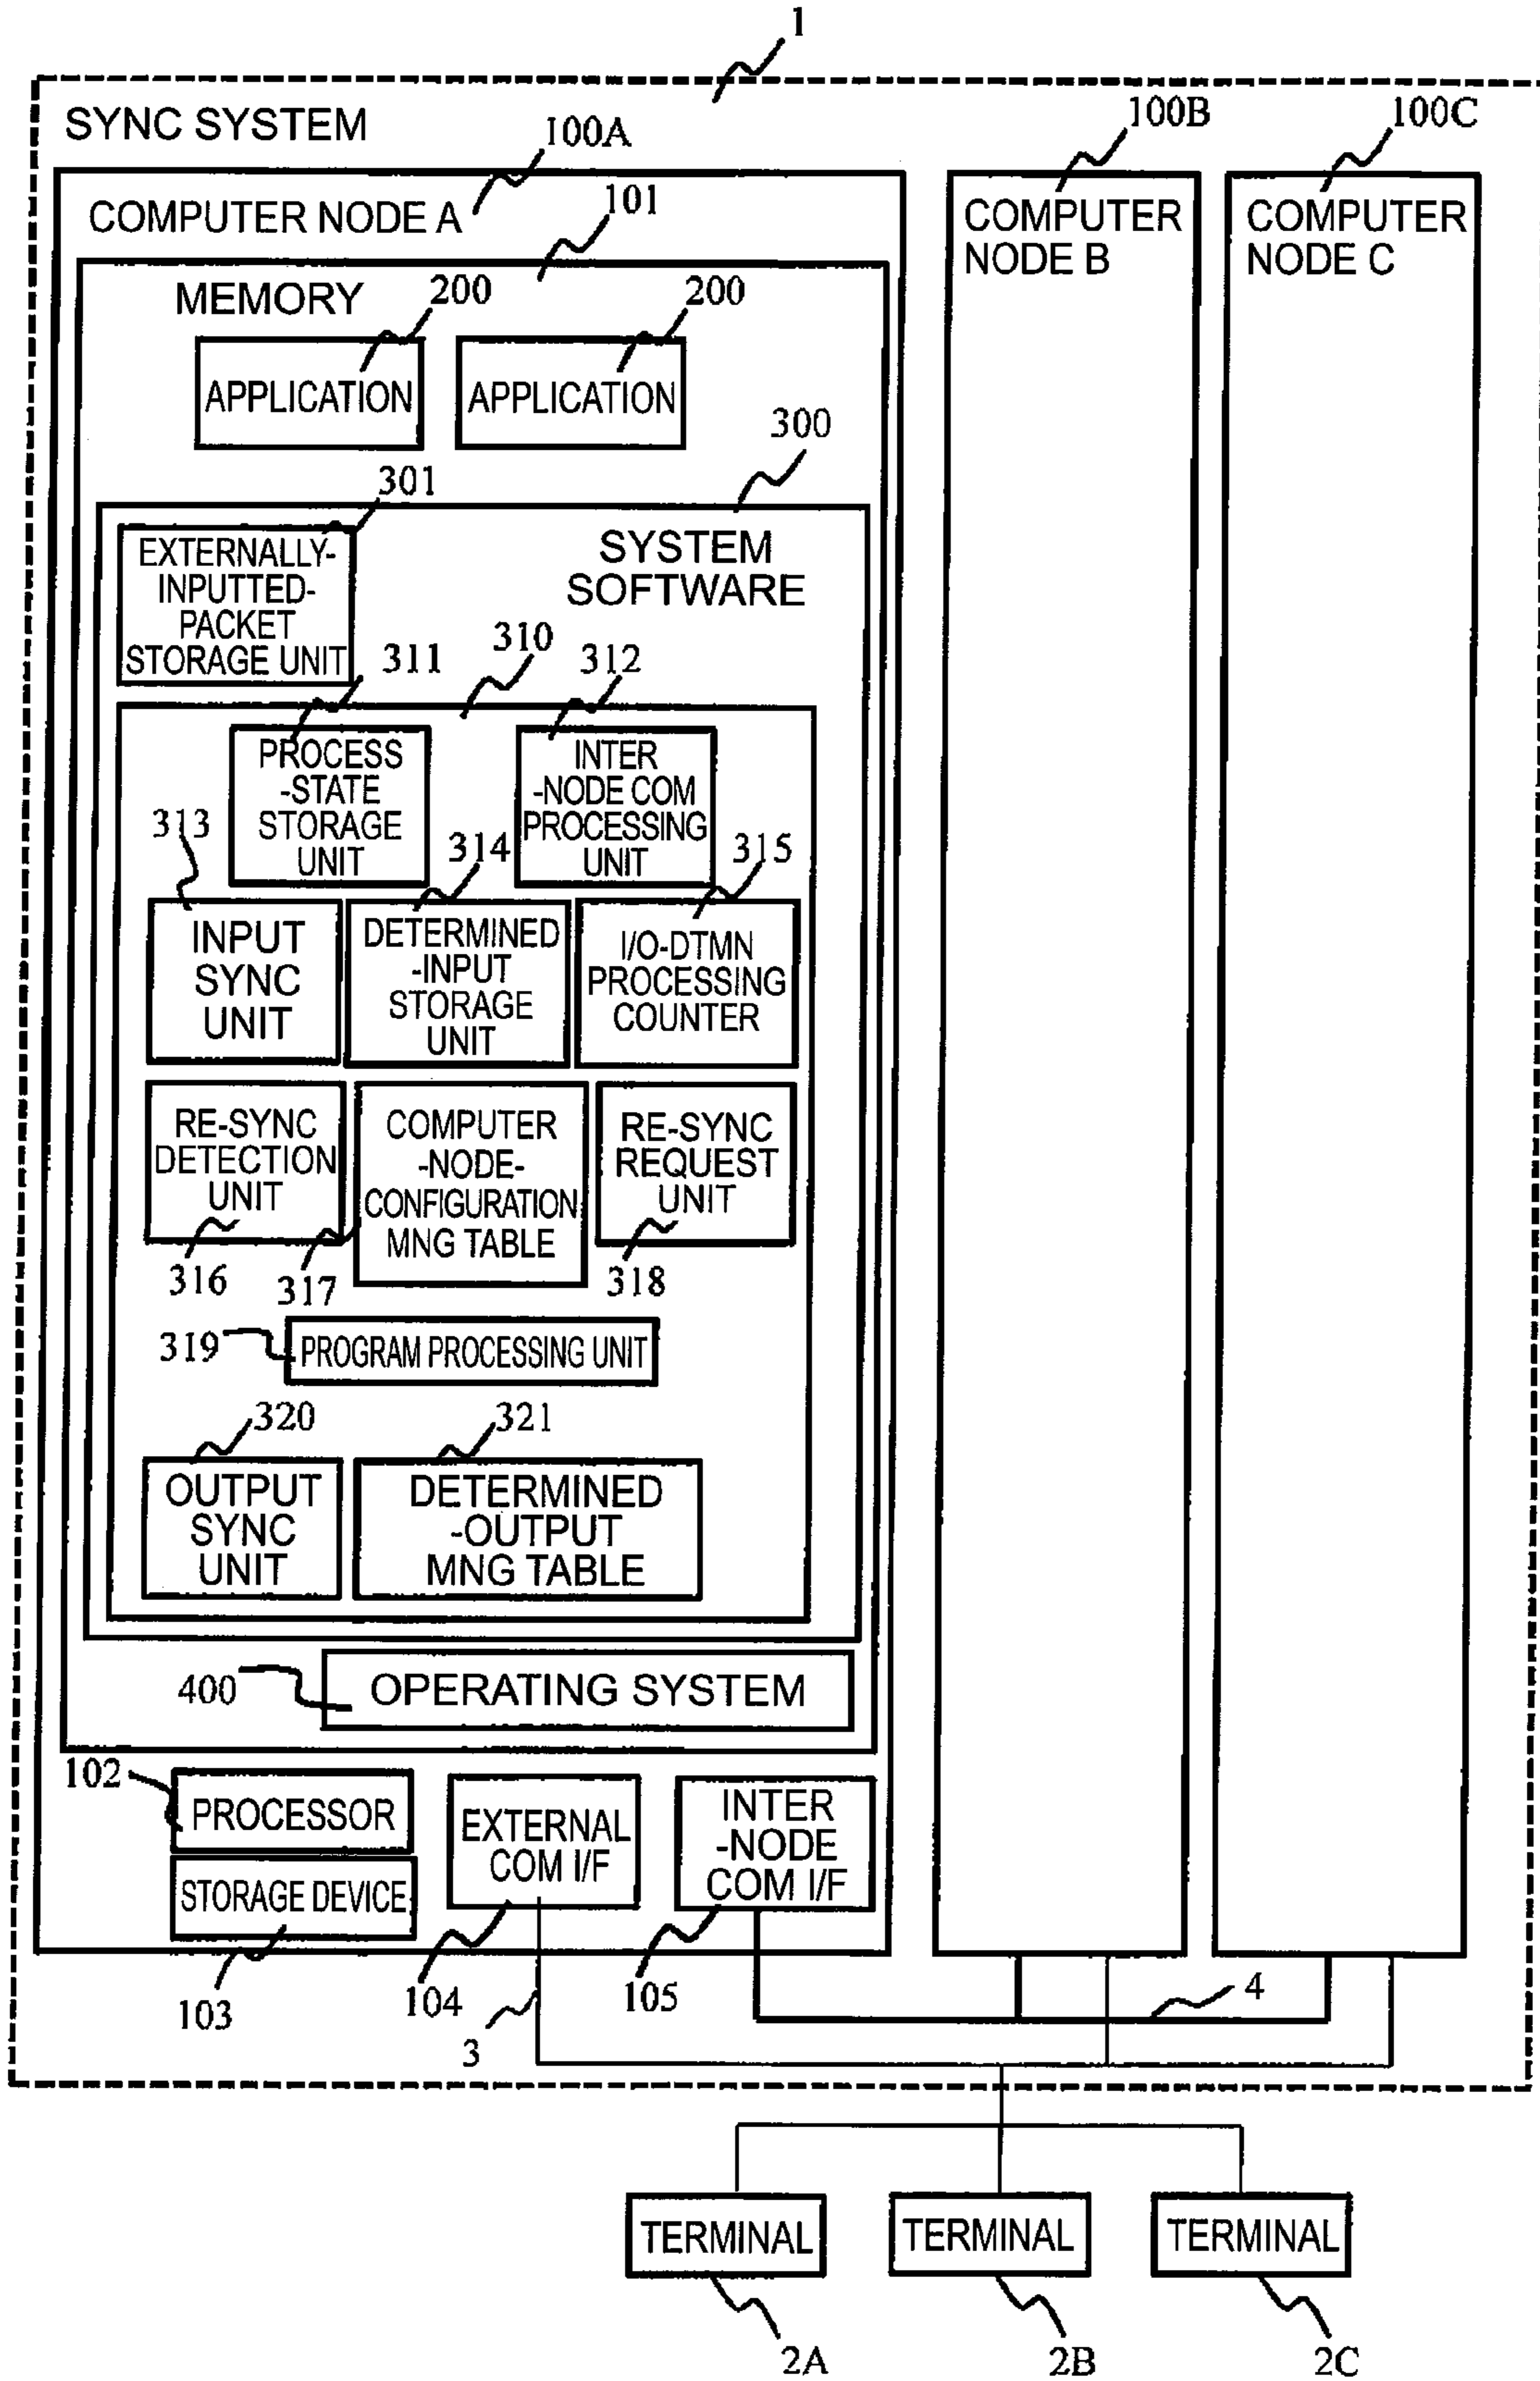 1
SYNC SYSTEM
100A
100B
100C
COMPUTER NODE A
101
COMPUTER
NODE B
COMPUTER
NODE C
MEMORY
200
200
APPLICATION
APPLICATION
300
301
EXTERNALLY-
INPUTTED-
PACKET
STORAGE UNIT
SYSTEM
SOFTWARE
311
310
312
PROCESS
-STATE
STORAGE
UNIT
INTER
-NODE COM
PROCESSING
UNIT
313
314
315
INPUT
SYNC
UNIT
DETERMINED
-INPUT
STORAGE
UNIT
I/O-DTMN
PROCESSING
COUNTER
RE-SYNC
DETECTION
UNIT
COMPUTER
-NODE-
CONFIGURATION
MNG TABLE
RE-SYNC
REQUEST
UNIT
316
317
318
319
PROGRAM PROCESSING UNIT
320
321
OUTPUT
SYNC
UNIT
DETERMINED
-OUTPUT
MNG TABLE
400
OPERATING SYSTEM
102
PROCESSOR
STORAGE DEVICE
EXTERNAL
COM I/F
INTER
-NODE
COM I/F
103
104
3
105
4
TERMINAL
TERMINAL
TERMINAL
2A
2B
2C